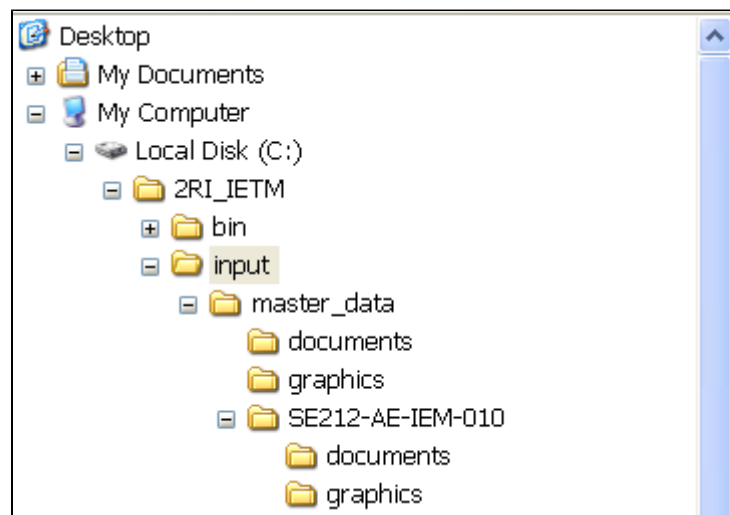 Desktop
My Documents
My Computer
Local Disk (C:)
2RI_IETM
bin
input
master_data
documents
graphics
SE212-AE-IEM-010
documents
graphics